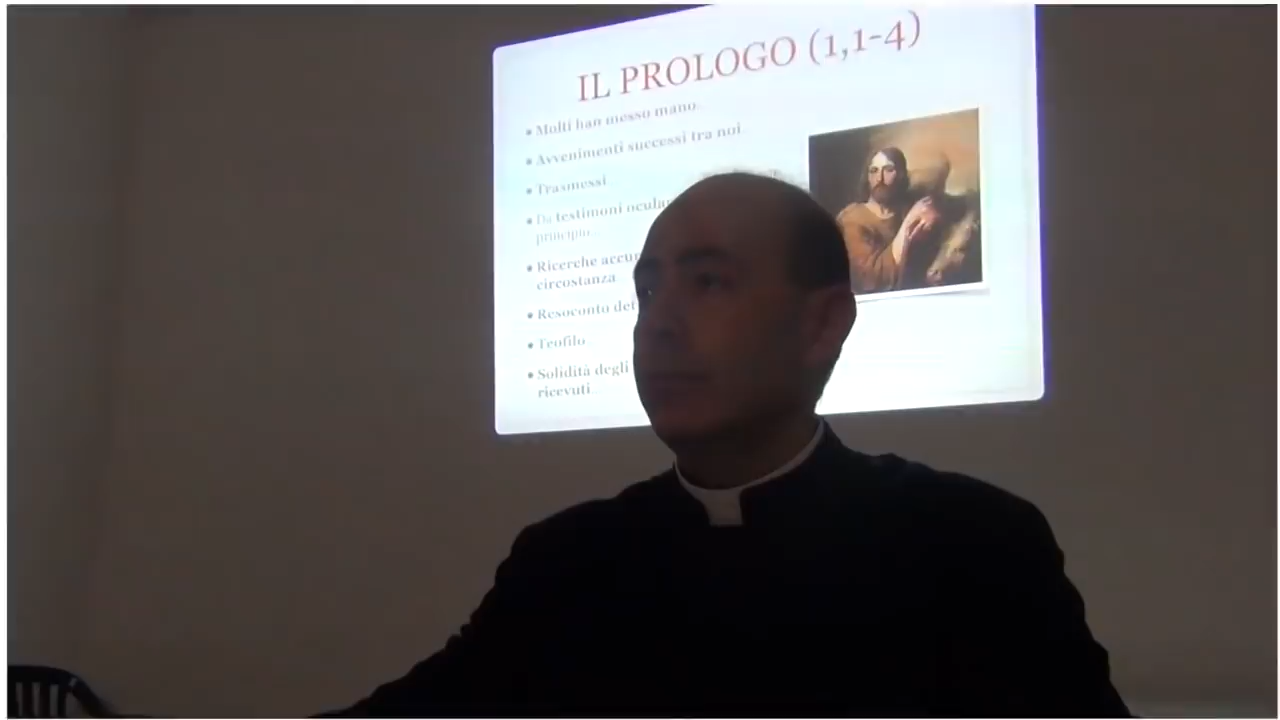 IL PROLOGO (1,1-4)
• Molti han messo mano..
• Avvenimenti successi tra noi..
• Trasmessi
• Da testimoni ocula
principio...
• Ricerche accur
circostanza
• Resoconto
• Teofilo..
• Solidità degli
ricevuti..